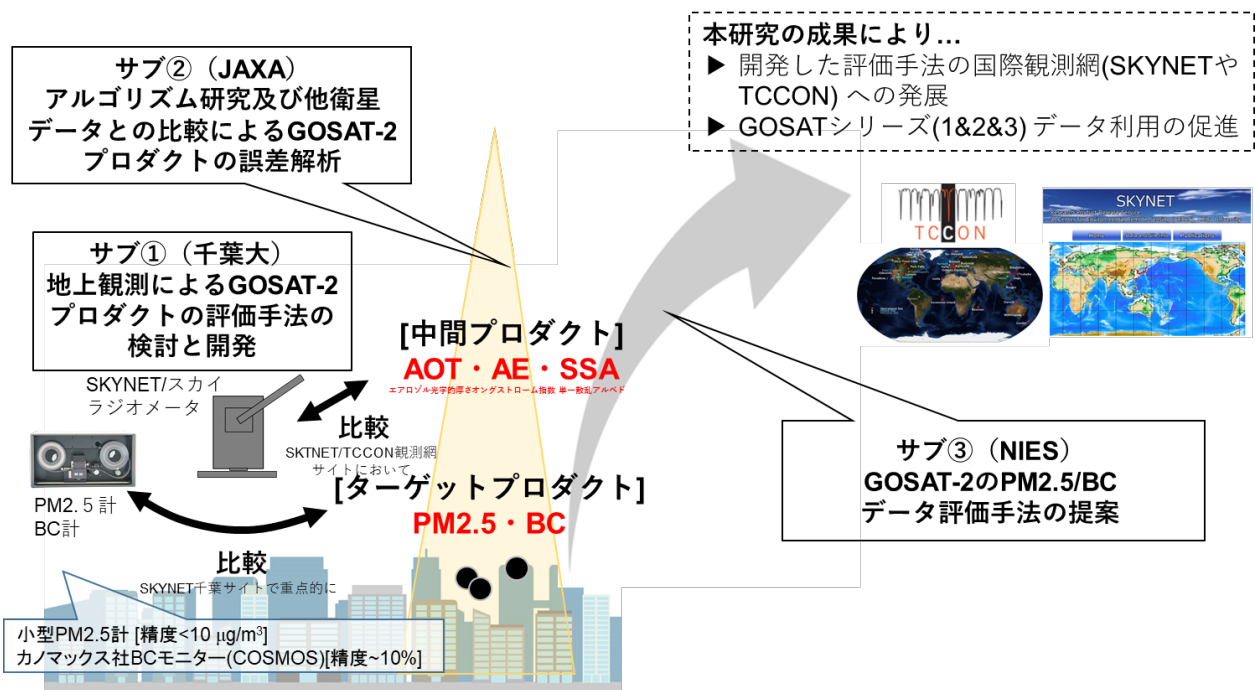 本研究の成果により…
▶ 開発した評価手法の国際観測網(SKYNETや
TCCON) への発展
▶ GOSATシリーズ(1&2&3) データ利用の促進
サブ②（JAXA）
アルゴリズム研究及び他衛星
データとの比較によるGOSAT-2
プロダクトの誤差解析
サブ①（千葉大）
地上観測によるGOSAT-2
プロダクトの評価手法の
検討と開発
TCCON
SKYNET
[中間プロダクト]
AOT・AE・SSA
エアロゾル光学的厚さオングストローム指数 単一散乱アルベド
SKYNET/スカイ
ラジオメータ
比較
SKTNET/TCCON観測網
サイトにおいて
[ターゲットプロダクト]
PM2.5・BC
PM2.５計
BC計
比較
SKYNET千葉サイトで重点的に
サブ③（NIES）
GOSAT-2のPM2.5/BC
データ評価手法の提案
小型PM2.5計 [精度<10 μg/m³]
カノマックス社BCモニター(COSMOS)[精度~10%]